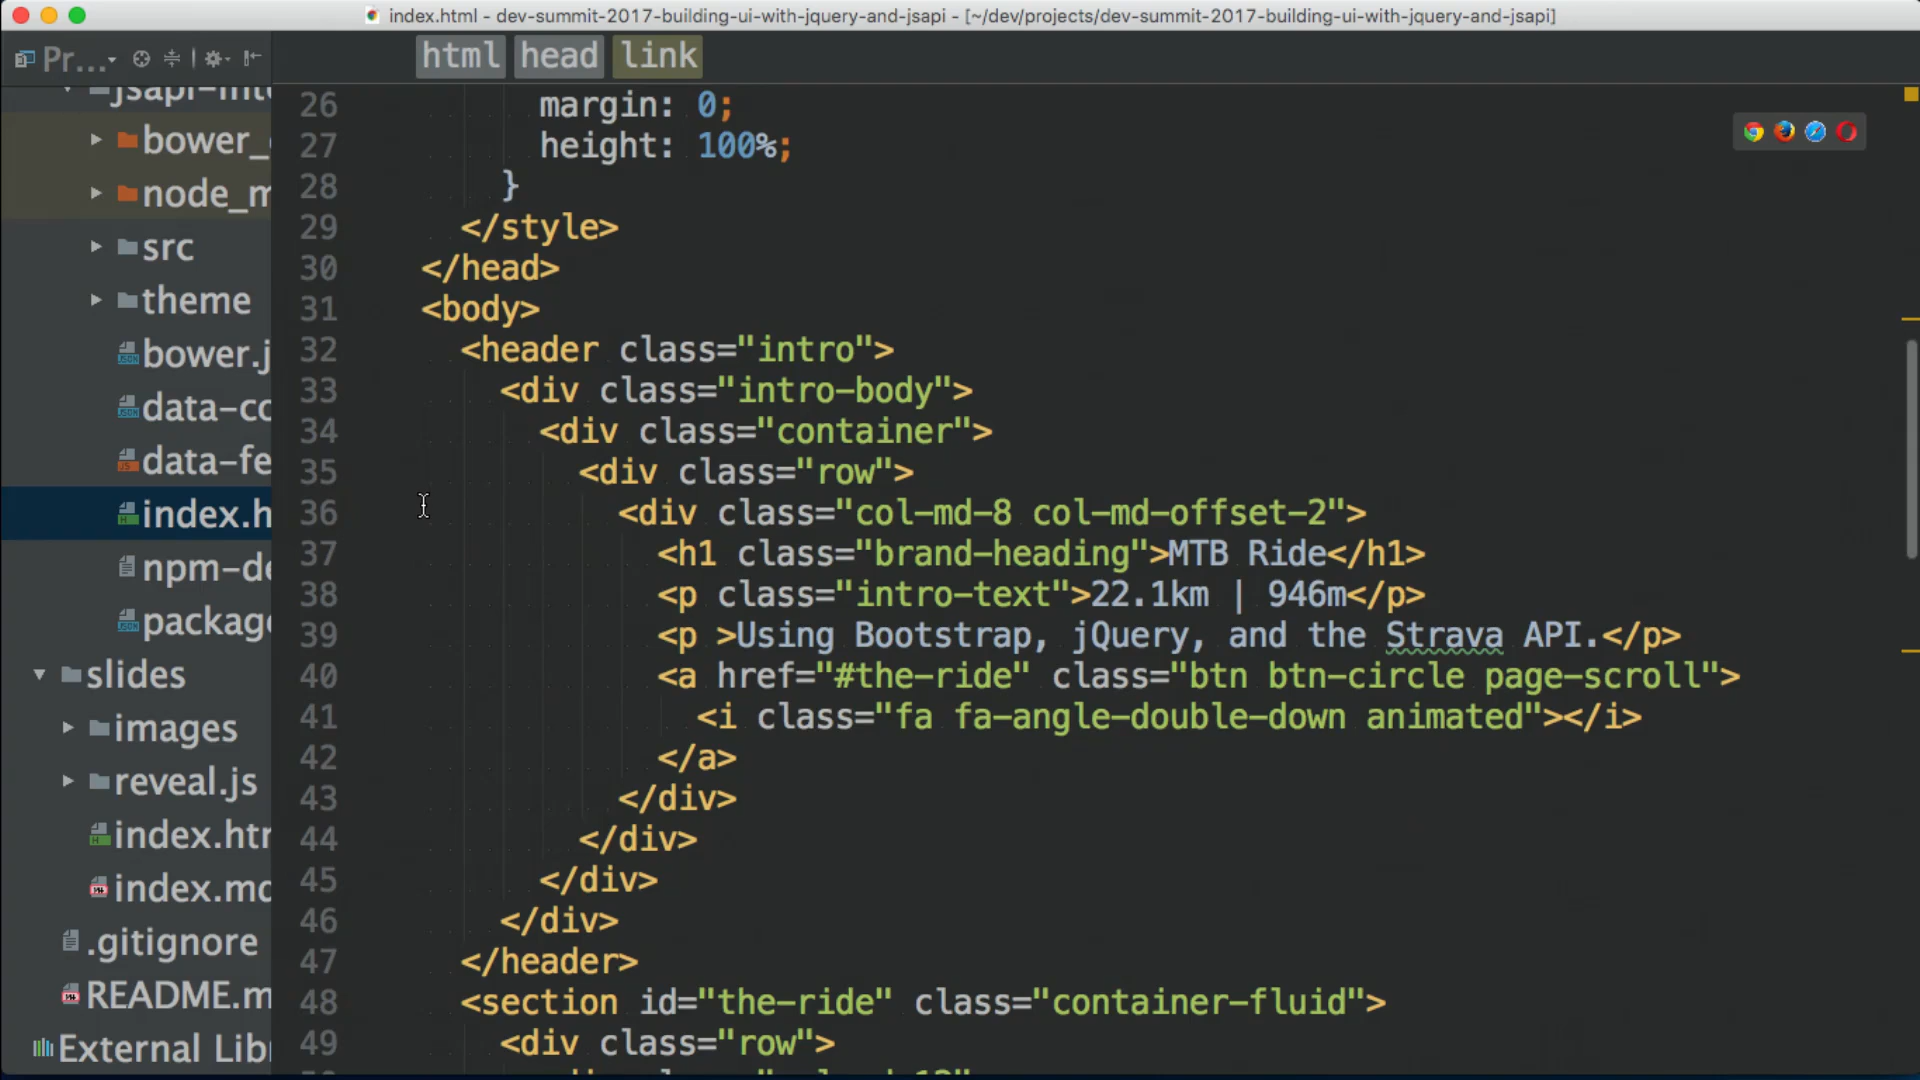 index.html - dev-summit-2017-building-ui-with-jquery-and-jsapi - [~/dev/projects/dev-summit-2017-building-ui-with-jquery-and-jsapi]
Pr...
html head link
bower_
node_m
src
theme
bower.j
data-co
data-fe
index.h
npm-de
package
slides
images
reveal.js
index.htm
index.md
.gitignore
README.m
External Libr
26 margin: 0;
27 height: 100%;
28 }
29 </style>
30 </head>
31 <body>
32 <header class="intro">
33 <div class="intro-body">
34 <div class="container">
35 <div class="row">
36 <div class="col-md-8 col-md-offset-2">
37 <h1 class="brand-heading">MTB Ride</h1>
38 <p class="intro-text">22.1km | 946m</p>
39 <p >Using Bootstrap, jQuery, and the Strava API.</p>
40 <a href="#the-ride" class="btn btn-circle page-scroll">
41 <i class="fa fa-angle-double-down animated"></i>
42 </a>
43 </div>
44 </div>
45 </div>
46 </div>
47 </header>
48 <section id="the-ride" class="container-fluid">
49 <div class="row">